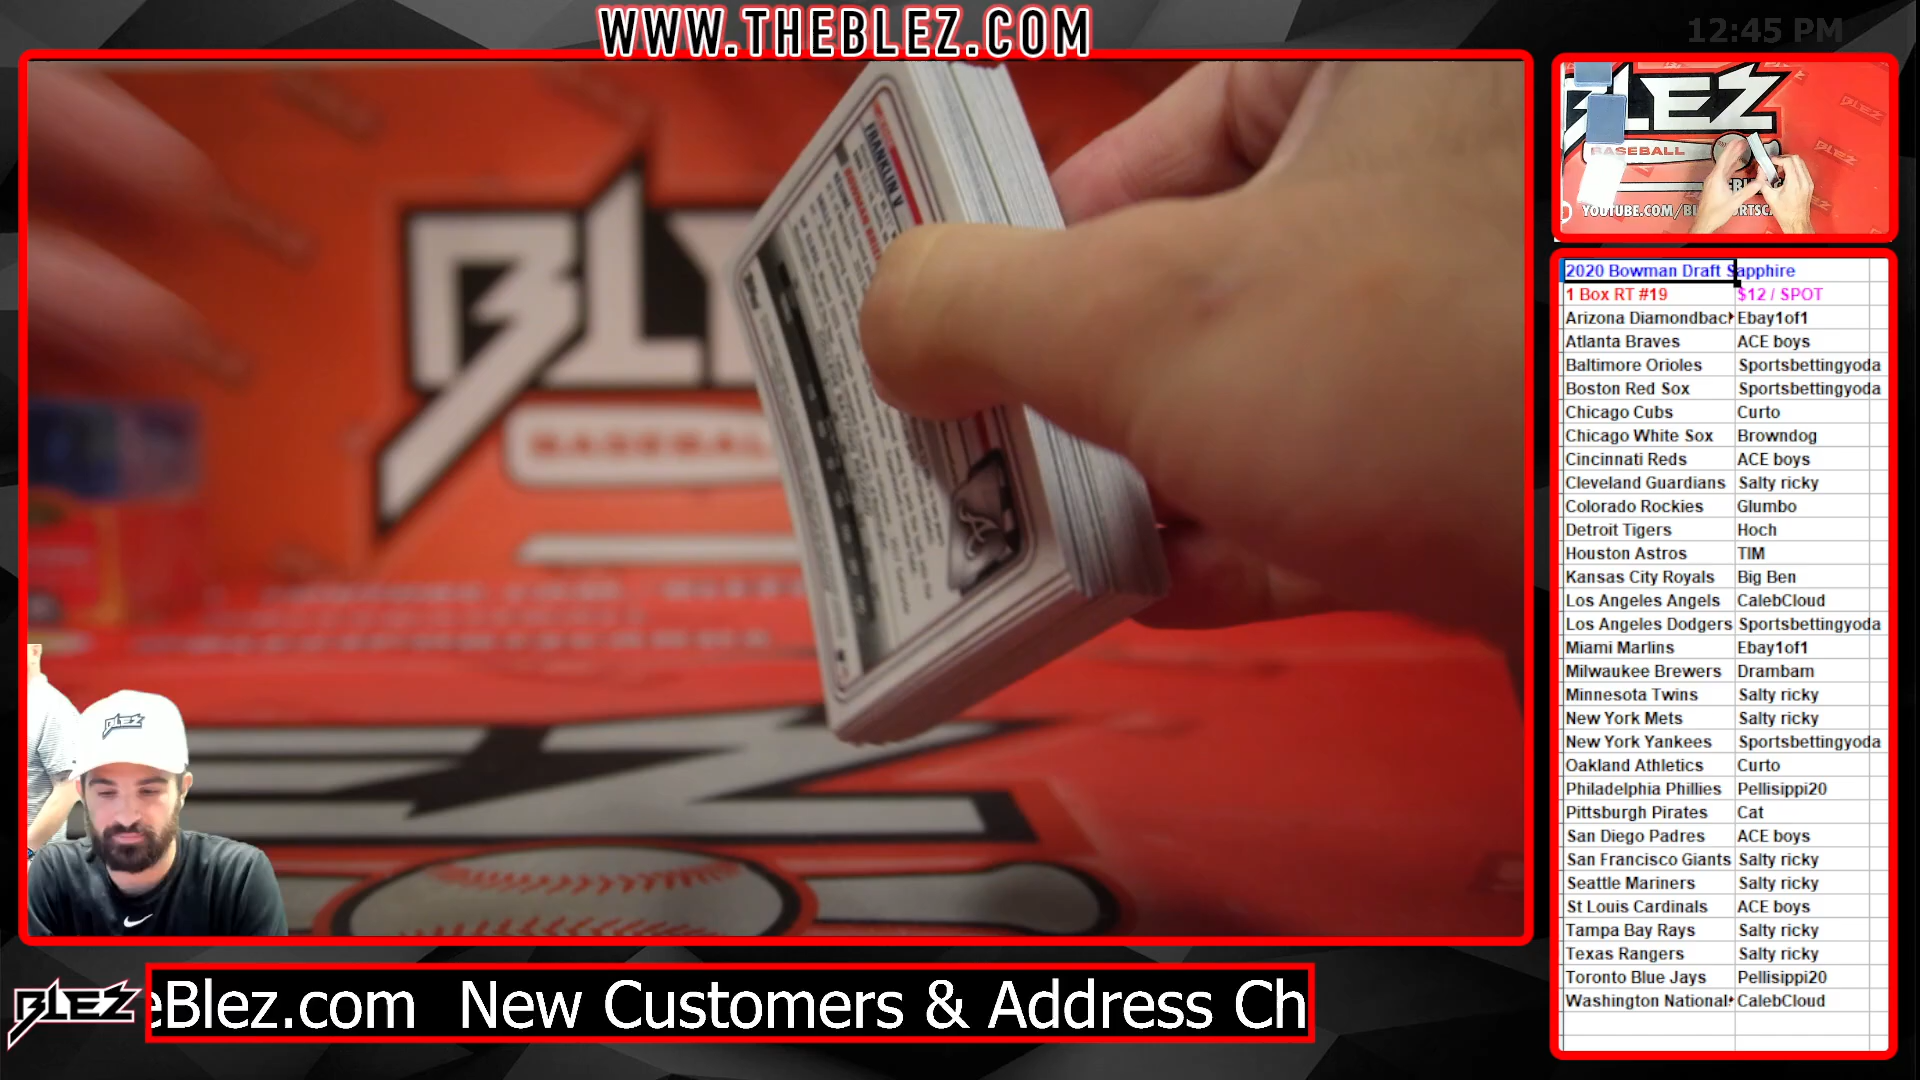 WWW.THEBLEZ.COM
12:45 PM
FRANKLIN V.
BLEZ
BASEBALL
BLEZ
BASEBALL
BLEZ
BLEZ
YOUTUBE.COM/BL
2020 Bowman Draft Sapphire
1 Box RT #19 $12 / SPOT
Arizona Diamondback Ebay1of1
Atlanta Braves ACE boys
Baltimore Orioles Sportsbettingyoda
Boston Red Sox Sportsbettingyoda
Chicago Cubs Curto
Chicago White Sox Browndog
Cincinnati Reds ACE boys
Cleveland Guardians Salty ricky
Colorado Rockies Glumbo
Detroit Tigers Hoch
Houston Astros TIM
Kansas City Royals Big Ben
Los Angeles Angels CalebCloud
Los Angeles Dodgers Sportsbettingyoda
Miami Marlins Ebay1of1
Milwaukee Brewers Drambam
Minnesota Twins Salty ricky
New York Mets Salty ricky
New York Yankees Sportsbettingyoda
Oakland Athletics Curto
Philadelphia Phillies Pellisippi20
Pittsburgh Pirates Cat
San Diego Padres ACE boys
San Francisco Giants Salty ricky
Seattle Mariners Salty ricky
St Louis Cardinals ACE boys
Tampa Bay Rays Salty ricky
Texas Rangers Salty ricky
Toronto Blue Jays Pellisippi20
Washington National CalebCloud
BLEZ
BLEZ
eBlez.com New Customers & Address Ch